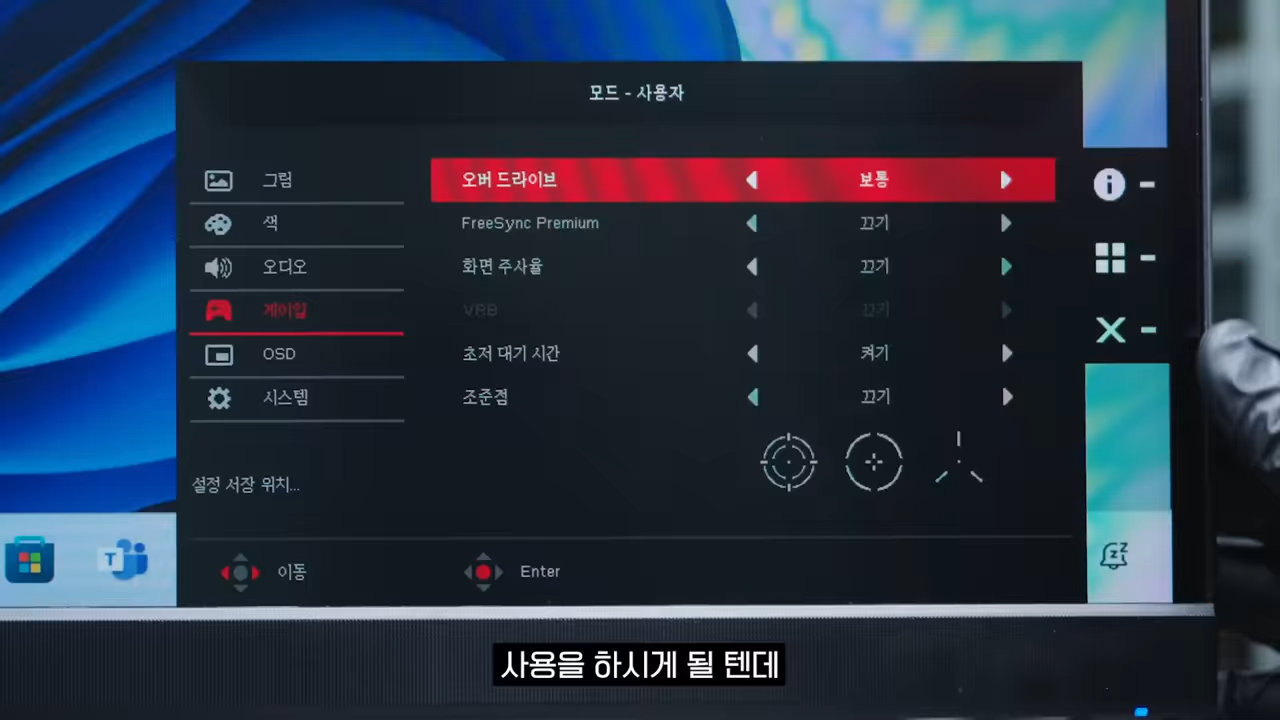 모드 - 사용자
그림
오버 드라이브 보통
색
FreeSync Premium 끄기
오디오
화면 주사율 끄기
게이밍
VRB 끄기
OSD
초저 대기 시간 켜기
시스템
조준점 끄기
설정 저장 위치...
이동 Enter
T
사용을 하시게 될 텐데